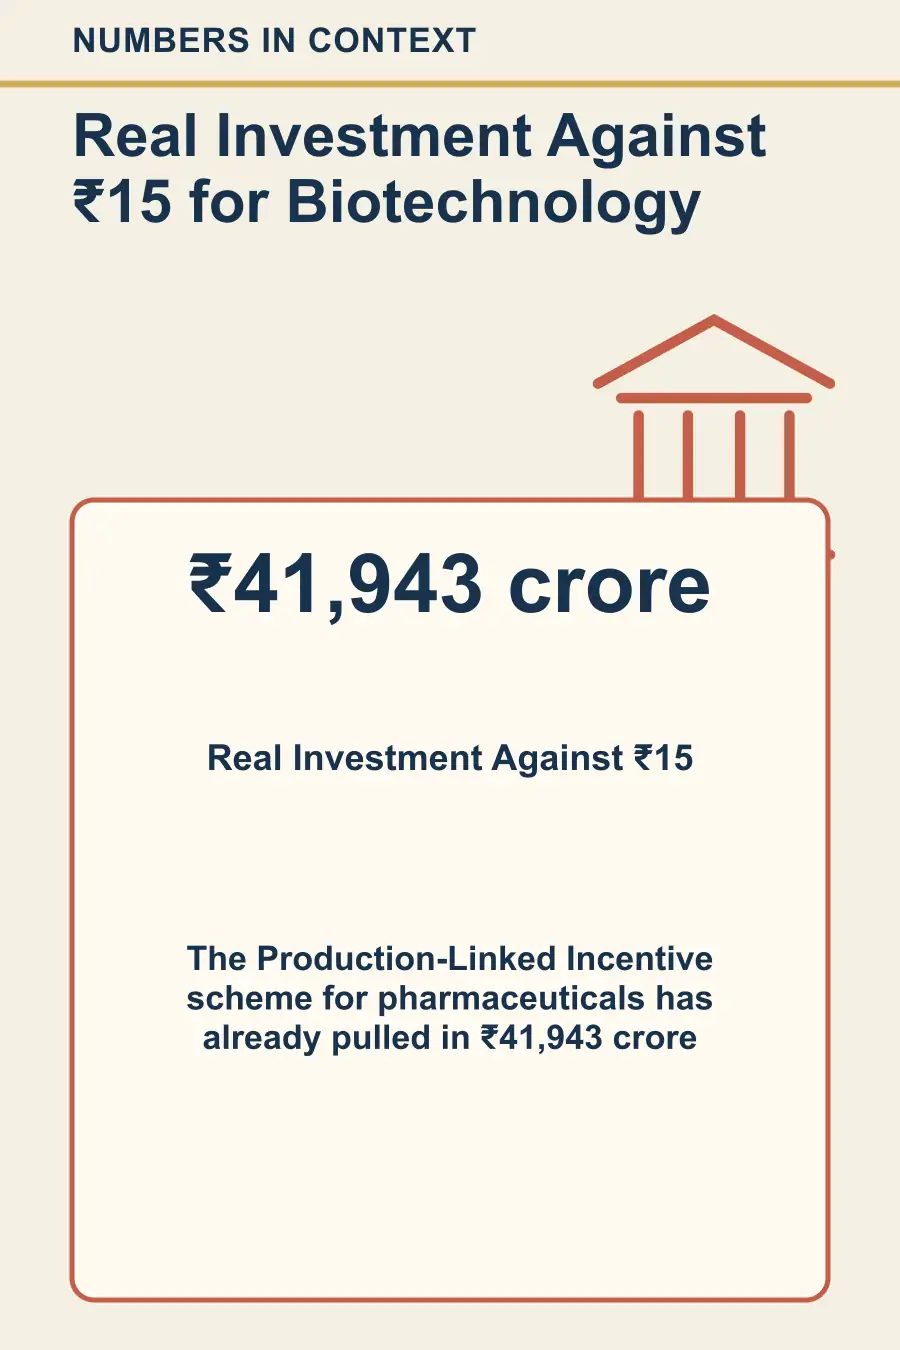 NUMBERS IN CONTEXT
Real Investment Against
₹15 for Biotechnology
₹41,943 crore
Real Investment Against ₹15
The Production-Linked Incentive
scheme for pharmaceuticals has
already pulled in ₹41,943 crore